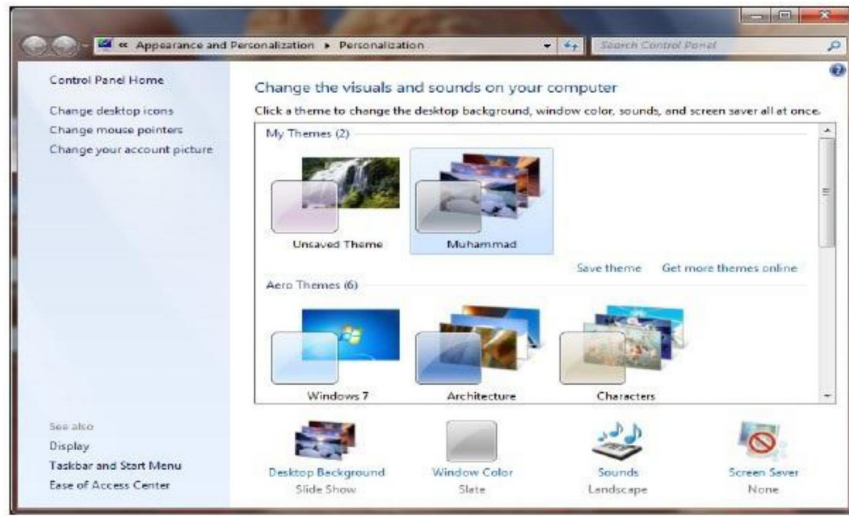 « Appearance and Personalization ▸ Personalization
Search Control Panel
Control Panel Home
Change desktop icons
Change mouse pointers
Change your account picture
See also
Display
Taskbar and Start Menu
Ease of Access Center
Change the visuals and sounds on your computer
Click a theme to change the desktop background, window color, sounds, and screen saver all at once.
My Themes (2)
Unsaved Theme
Muhammad
Save theme
Get more themes online
Aero Themes (6)
Windows 7
Architecture
Characters
Desktop Background
Slide Show
Window Color
Slate
Sounds
Landscape
Screen Saver
None